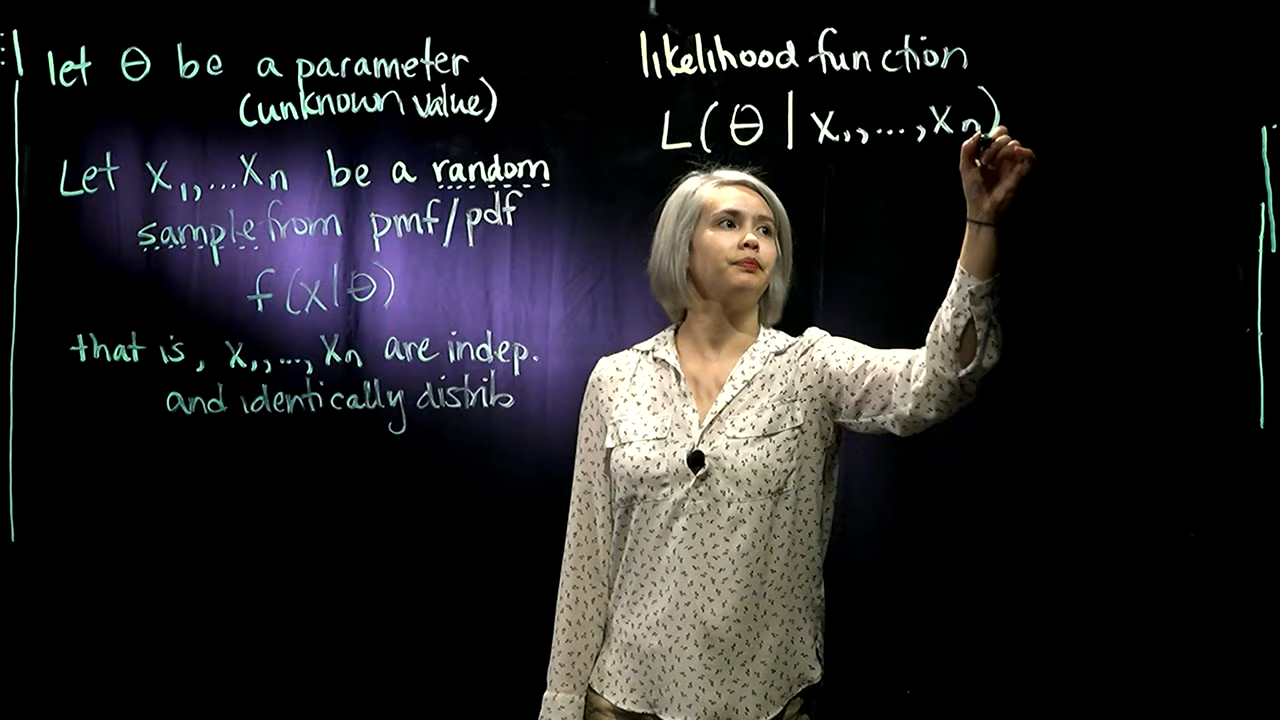 let θ be a parameter
(unknown value)
Let x₁,...xn be a random
sample from pmf/pdf
f(x|θ)
that is, x₁,..., xn are indep.
and identically distrib
likelihood function
L(θ | x₁,...,xn)